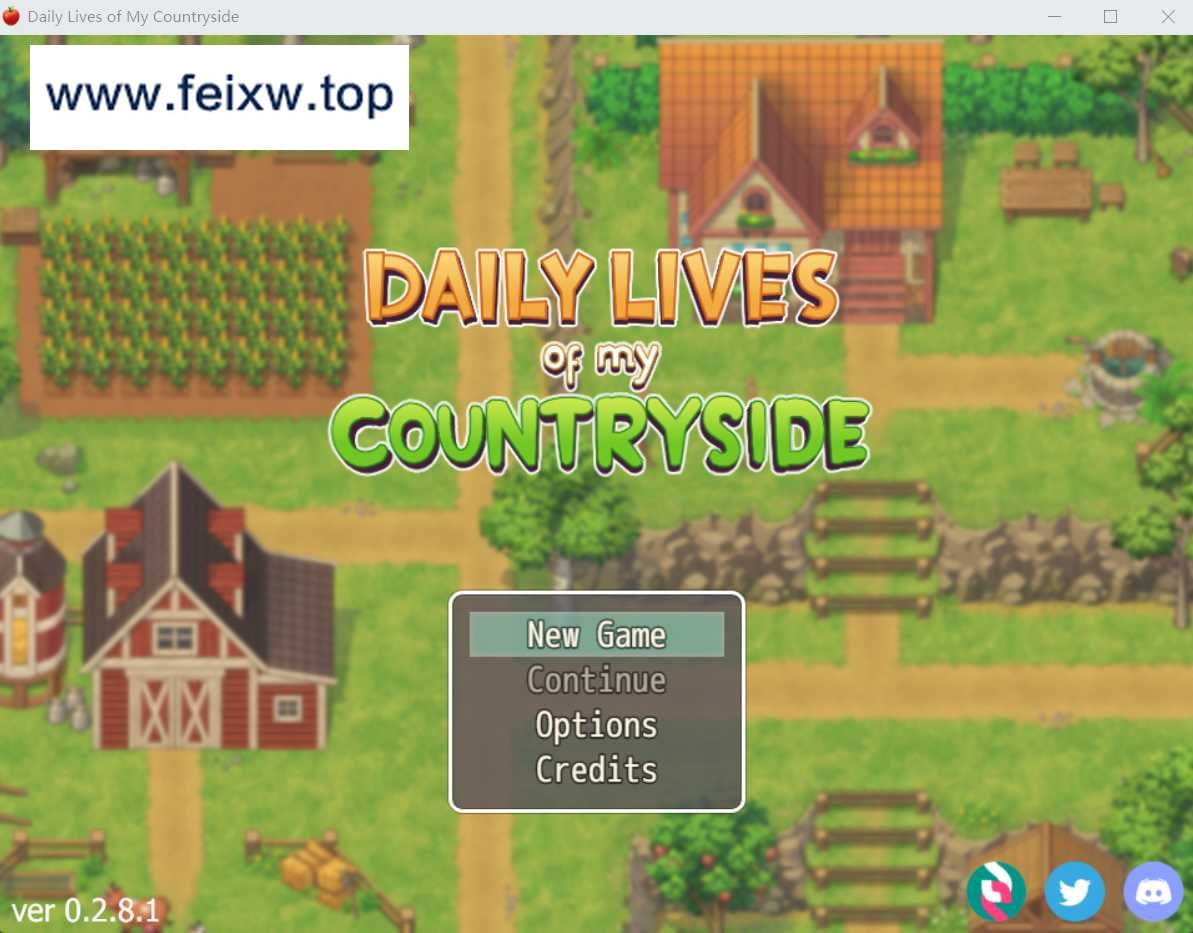 Daily Lives of My Countryside
www.feixw.top
DAILY LIVES
of my
COUNTRYSIDE
New Game
Continue
Options
Credits
ver 0.2.8.1